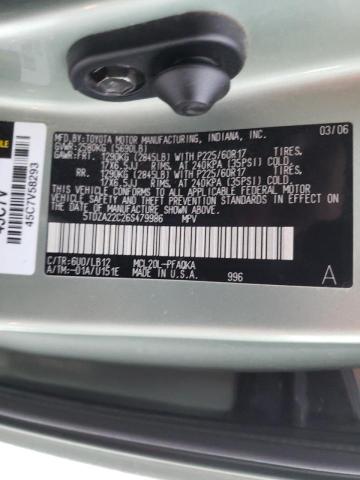 MFD.BY:TOYOTA MOTOR MANUFACTURING, INDIANA, INC. 03/06
GVWR:2580KG (5690LB)
GAWR:FRT. 1290KG (2845LB) WITH P225/60R17 TIRES,
17X6.5JJ RIMS, AT 240KPA (35PSI) COLD.
RR. 1290KG (2845LB) WITH P225/60R17 TIRES,
17X6.5JJ RIMS, AT 240KPA (35PSI) COLD.
THIS VEHICLE CONFORMS TO ALL APPLICABLE FEDERAL MOTOR VEHICLE SAFETY, BUMPER, AND THEFT PREVENTION STANDARDS IN EFFECT ON THE DATE OF MANUFACTURE SHOWN ABOVE.
5TDZA22C26S479986 MPV
C/TR:6U0/LB12 MCL20L-PFAQKA
A/TM:-01A/U151E MADE IN U.S.A. 996 A
45C7V58293